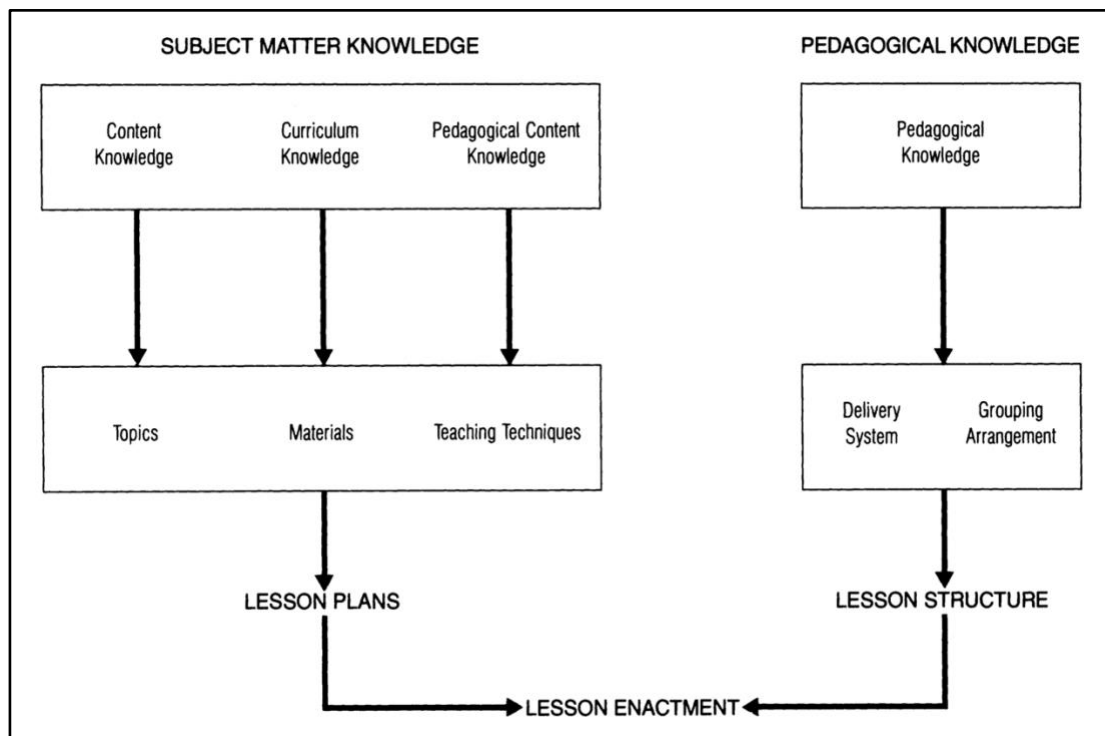 SUBJECT MATTER KNOWLEDGE
PEDAGOGICAL KNOWLEDGE
Content
Knowledge
Curriculum
Knowledge
Pedagogical Content
Knowledge
Pedagogical
Knowledge
Topics
Materials
Teaching Techniques
Delivery
System
Grouping
Arrangement
LESSON PLANS
LESSON STRUCTURE
LESSON ENACTMENT